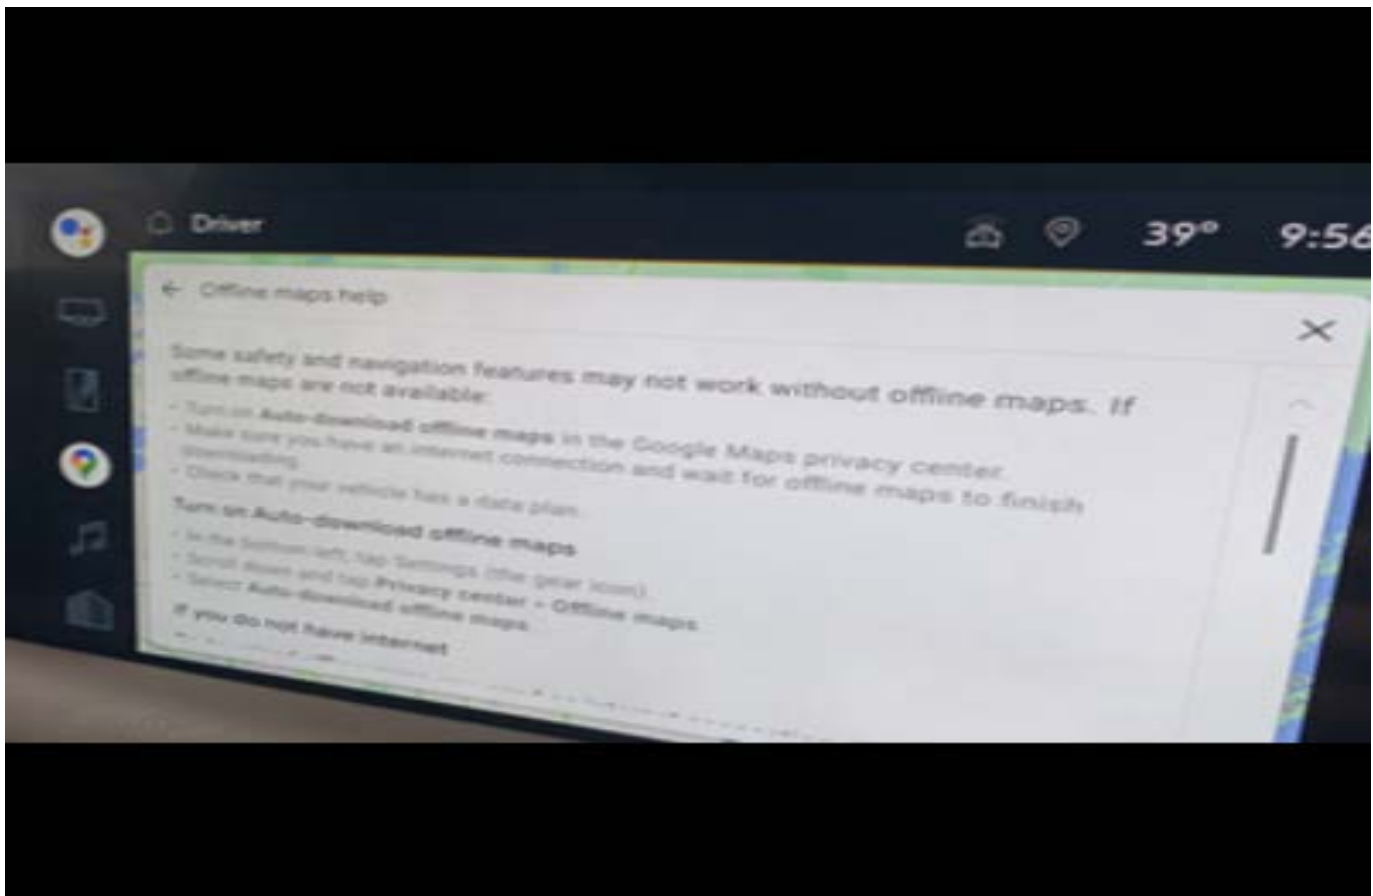 Driver
39° 9:56
Offline maps help
Some safety and navigation features may not work without offline maps. If
offline maps are not available:
• Turn on Auto-download offline maps in the Google Maps privacy center.
• Make sure you have an internet connection and wait for offline maps to finish
downloading.
• Check that your vehicle has a data plan.
Turn on Auto-download offline maps
• In the bottom left, tap Settings (the gear icon).
• Scroll down and tap Privacy center - Offline maps.
• Select Auto-download offline maps.
If you do not have internet